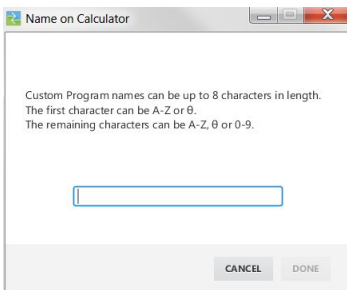 Name on Calculator
Custom Program names can be up to 8 characters in length.
The first character can be A-Z or θ.
The remaining characters can be A-Z, θ or 0-9.
CANCEL DONE